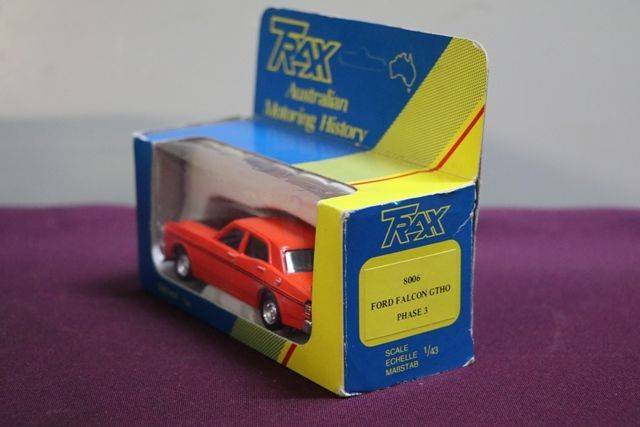 TRAX
Australian
Motoring History
TRAX
8006
FORD FALCON GTHO
PHASE 3
SCALE
ECHELLE 1/43
MAßSTAB